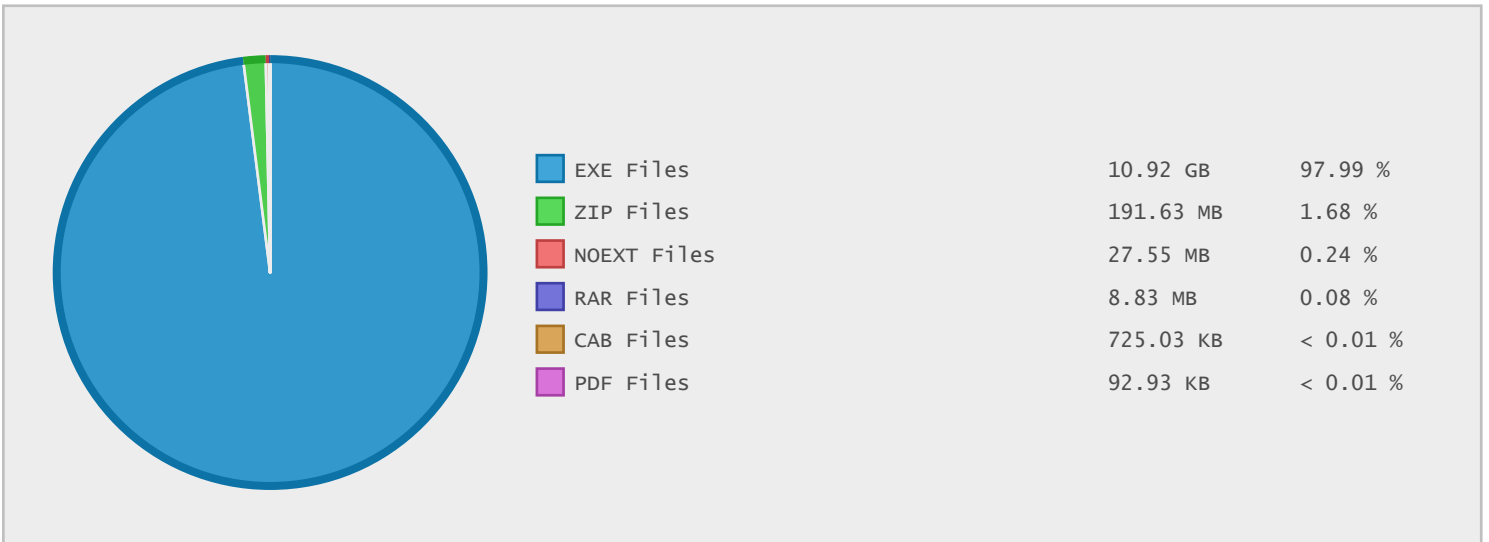 EXE Files 10.92 GB 97.99 %
ZIP Files 191.63 MB 1.68 %
NOEXT Files 27.55 MB 0.24 %
RAR Files 8.83 MB 0.08 %
CAB Files 725.03 KB < 0.01 %
PDF Files 92.93 KB < 0.01 %